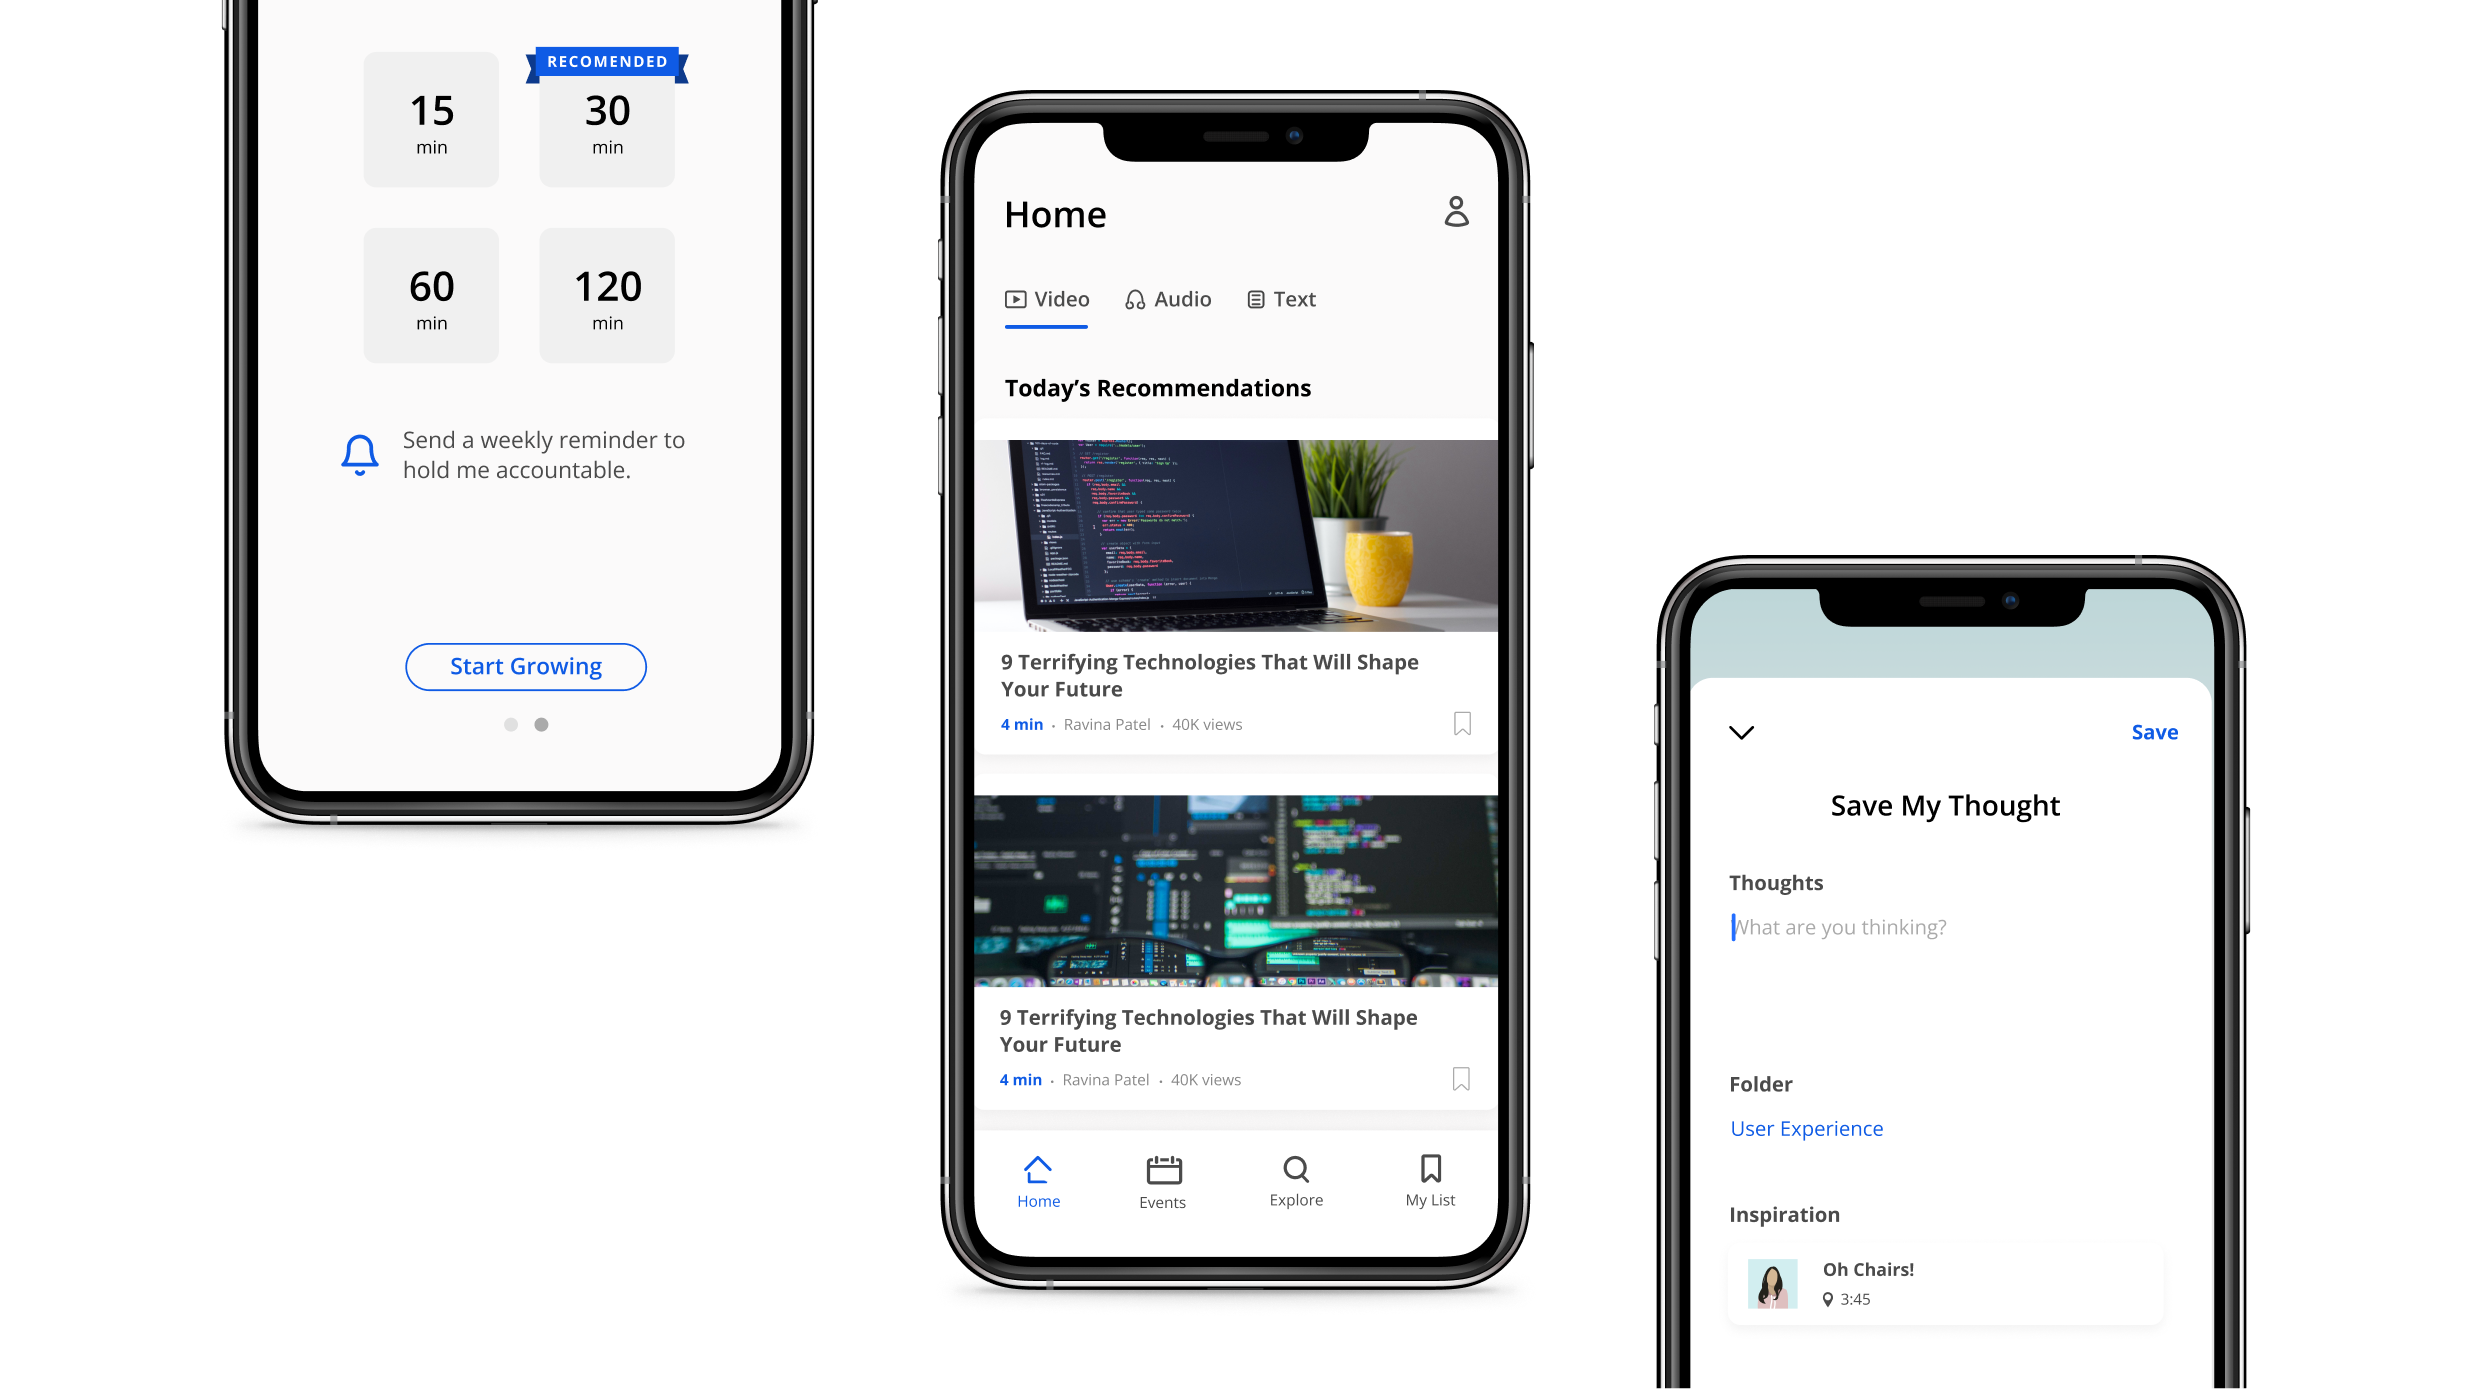 RECOMENDED
15
min
30
min
60
min
120
min
Send a weekly reminder to
hold me accountable.
Start Growing
Home
Video
Audio
Text
Today’s Recommendations
9 Terrifying Technologies That Will Shape
Your Future
4 min • Ravina Patel • 40K views
9 Terrifying Technologies That Will Shape
Your Future
4 min • Ravina Patel • 40K views
Home
Events
Explore
My List
Save
Save My Thought
Thoughts
What are you thinking?
Folder
User Experience
Inspiration
Oh Chairs!
3:45